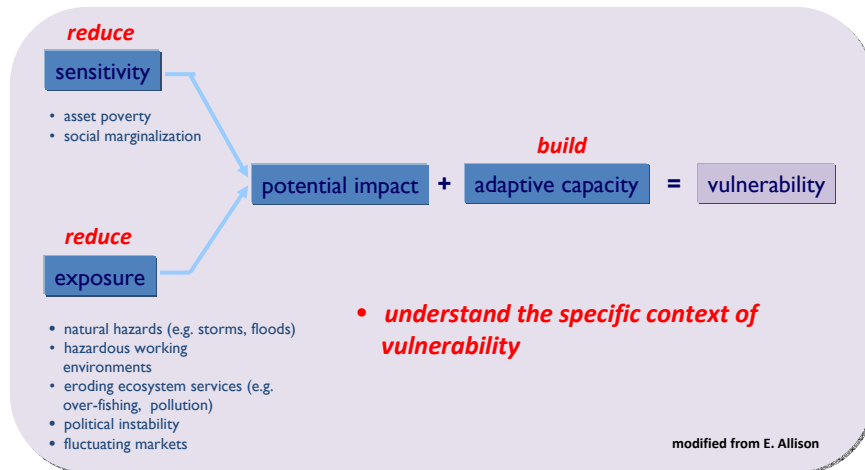 reduce
sensitivity
• asset poverty
• social marginalization
build
potential impact + adaptive capacity = vulnerability
reduce
exposure
• natural hazards (e.g. storms, floods)
• hazardous working
environments
• eroding ecosystem services (e.g.
over-fishing, pollution)
• political instability
• fluctuating markets
• understand the specific context of
vulnerability
modified from E. Allison